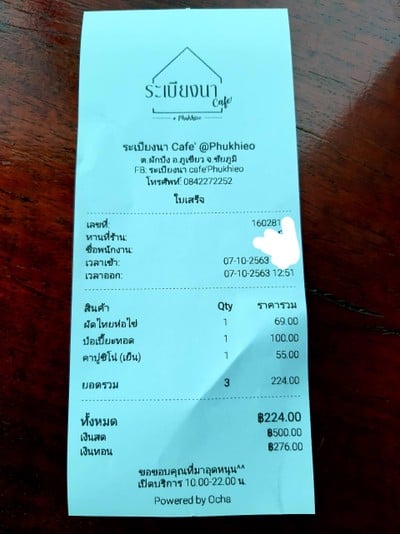 ระเบียงนา
Cafe'
Phukhieo
ระเบียงนา Cafe' @Phukhieo
ต.ผักปัง อ.ภูเขียว จ.ชัยภูมิ
FB: ระเบียงนา cafe'Phukhieo
โทรศัพท์: 0842272252
ใบเสร็จ
เลขที่: 160281
ทานที่ร้าน:
ชื่อพนักงาน:
เวลาเข้า: 07-10-2563
เวลาออก: 07-10-2563 12:51
สินค้า Qty ราคารวม
ผัดไทยห่อไข่ 1 69.00
ปอเปี๊ยะทอด 1 100.00
คาปูชิโน่ (เย็น) 1 55.00
ยอดรวม 3 224.00
ทั้งหมด ฿224.00
เงินสด ฿500.00
เงินทอน ฿276.00
ขอขอบคุณที่มาอุดหนุน^^
เปิดบริการ 10.00-22.00 น.
Powered by Ocha